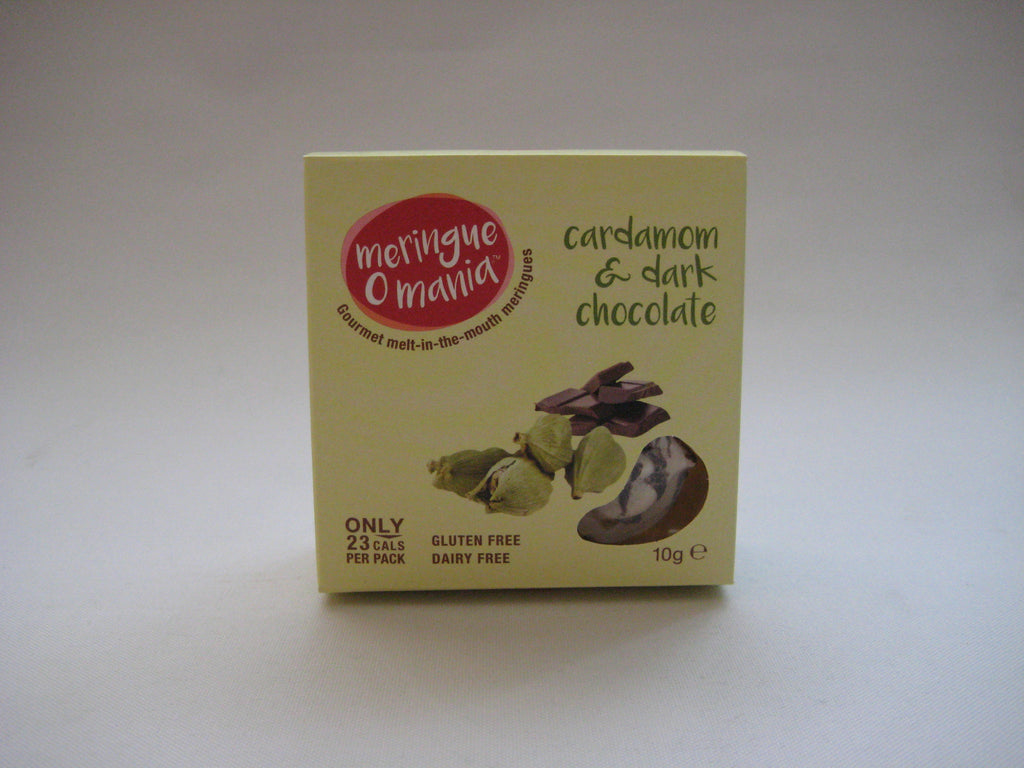 meringue
O mania™
Gourmet melt-in-the-mouth meringues
cardamom
& dark
chocolate
ONLY
23 CALS
PER PACK
GLUTEN FREE
DAIRY FREE
10g ℮